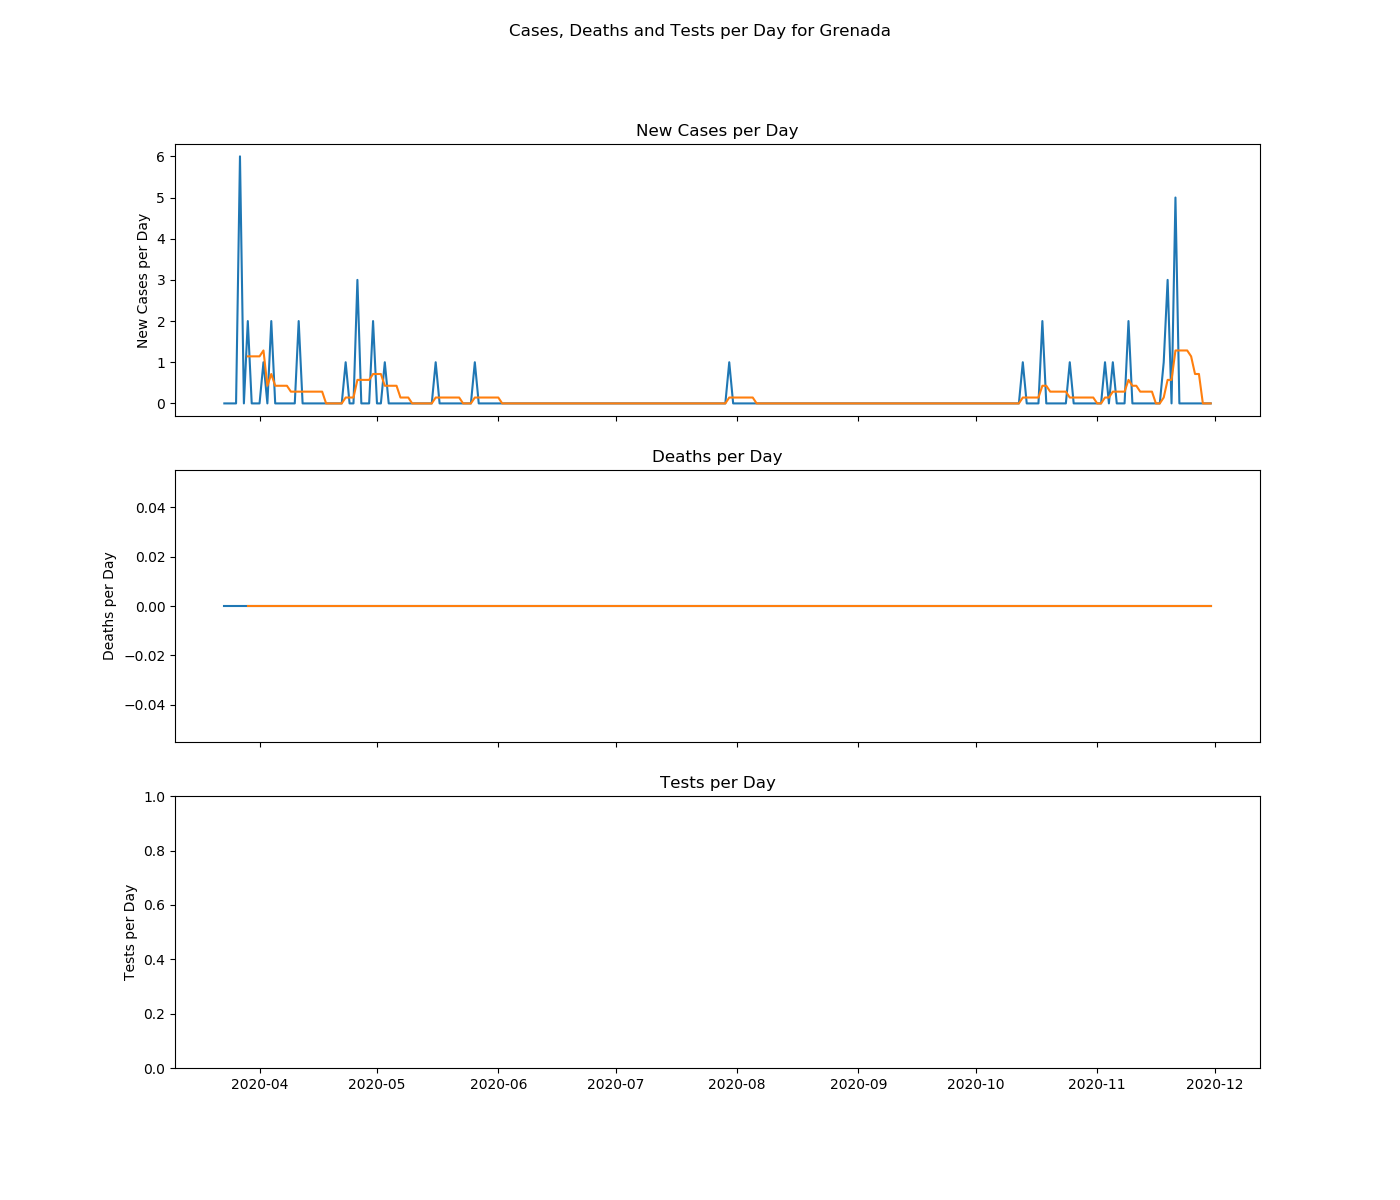 Cases, Deaths and Tests per Day for Grenada
New Cases per Day
New Cases per Day
6
5
4
3
2
1
0
Deaths per Day
Deaths per Day
0.04
0.02
0.00
−0.02
−0.04
Tests per Day
Tests per Day
1.0
0.8
0.6
0.4
0.2
0.0
2020-04 2020-05 2020-06 2020-07 2020-08 2020-09 2020-10 2020-11 2020-12